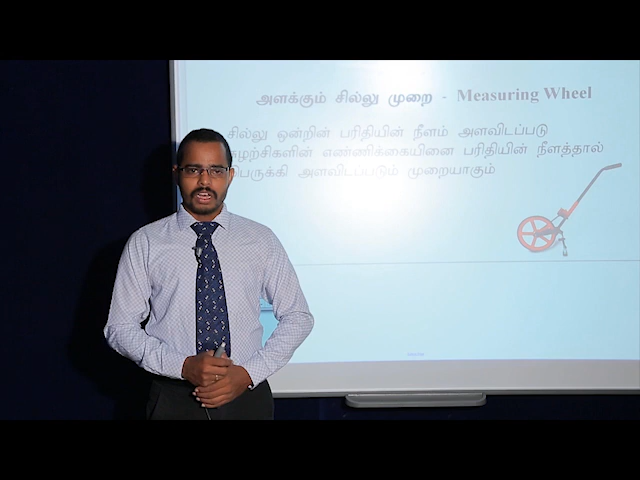 அளக்கும் சில்லு முறை - Measuring Wheel
சில்லு ஒன்றின் பரிதியின் நீளம் அளவிடப்படு
எண்ணிக்கையினை பரிதியின் நீளத்தால்
அளவிடப்படும் முறையாகும்